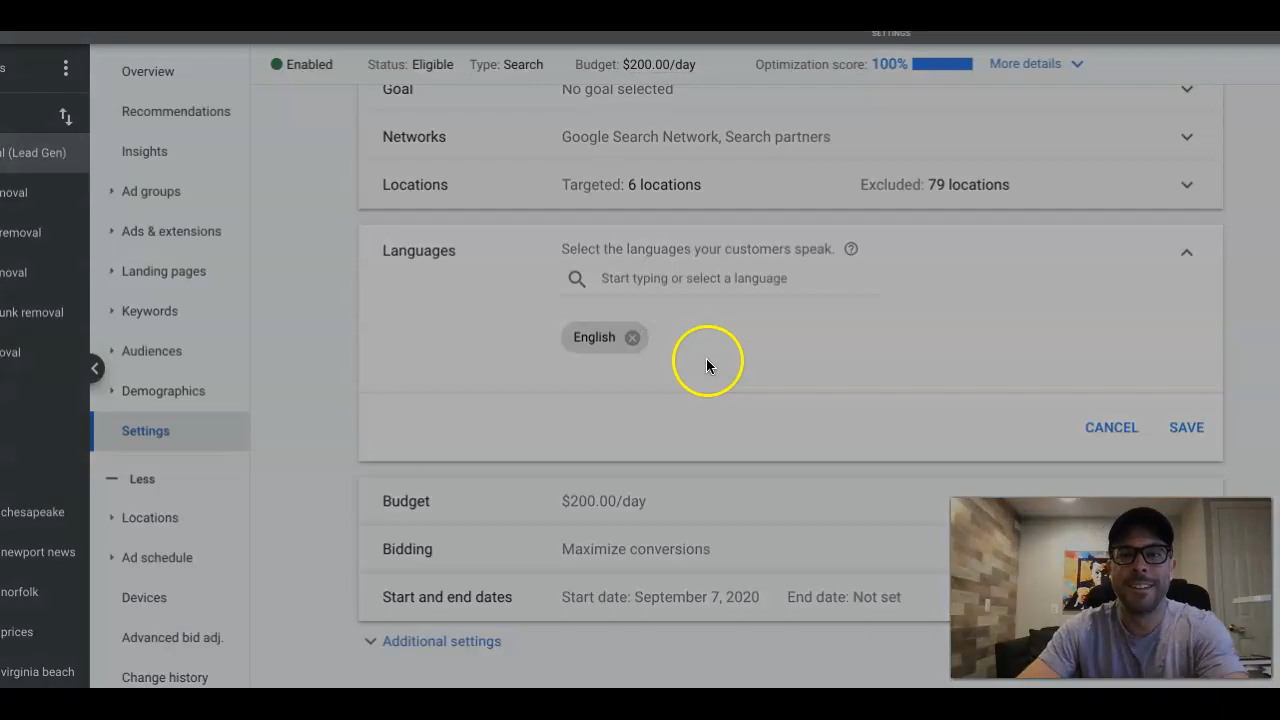 SETTINGS
s
Enabled
Status: Eligible
Type: Search
Budget: $200.00/day
Optimization score: 100%
More details
l (Lead Gen)
moval
removal
moval
unk removal
oval
chesapeake
newport news
norfolk
prices
virginia beach
Overview
Recommendations
Insights
Ad groups
Ads & extensions
Landing pages
Keywords
Audiences
Demographics
Settings
Less
Locations
Ad schedule
Devices
Advanced bid adj.
Change history
Goal
No goal selected
Networks
Google Search Network, Search partners
Locations
Targeted: 6 locations
Excluded: 79 locations
Languages
Select the languages your customers speak.
Start typing or select a language
English
CANCEL
SAVE
Budget
$200.00/day
Bidding
Maximize conversions
Start and end dates
Start date: September 7, 2020
End date: Not set
Additional settings